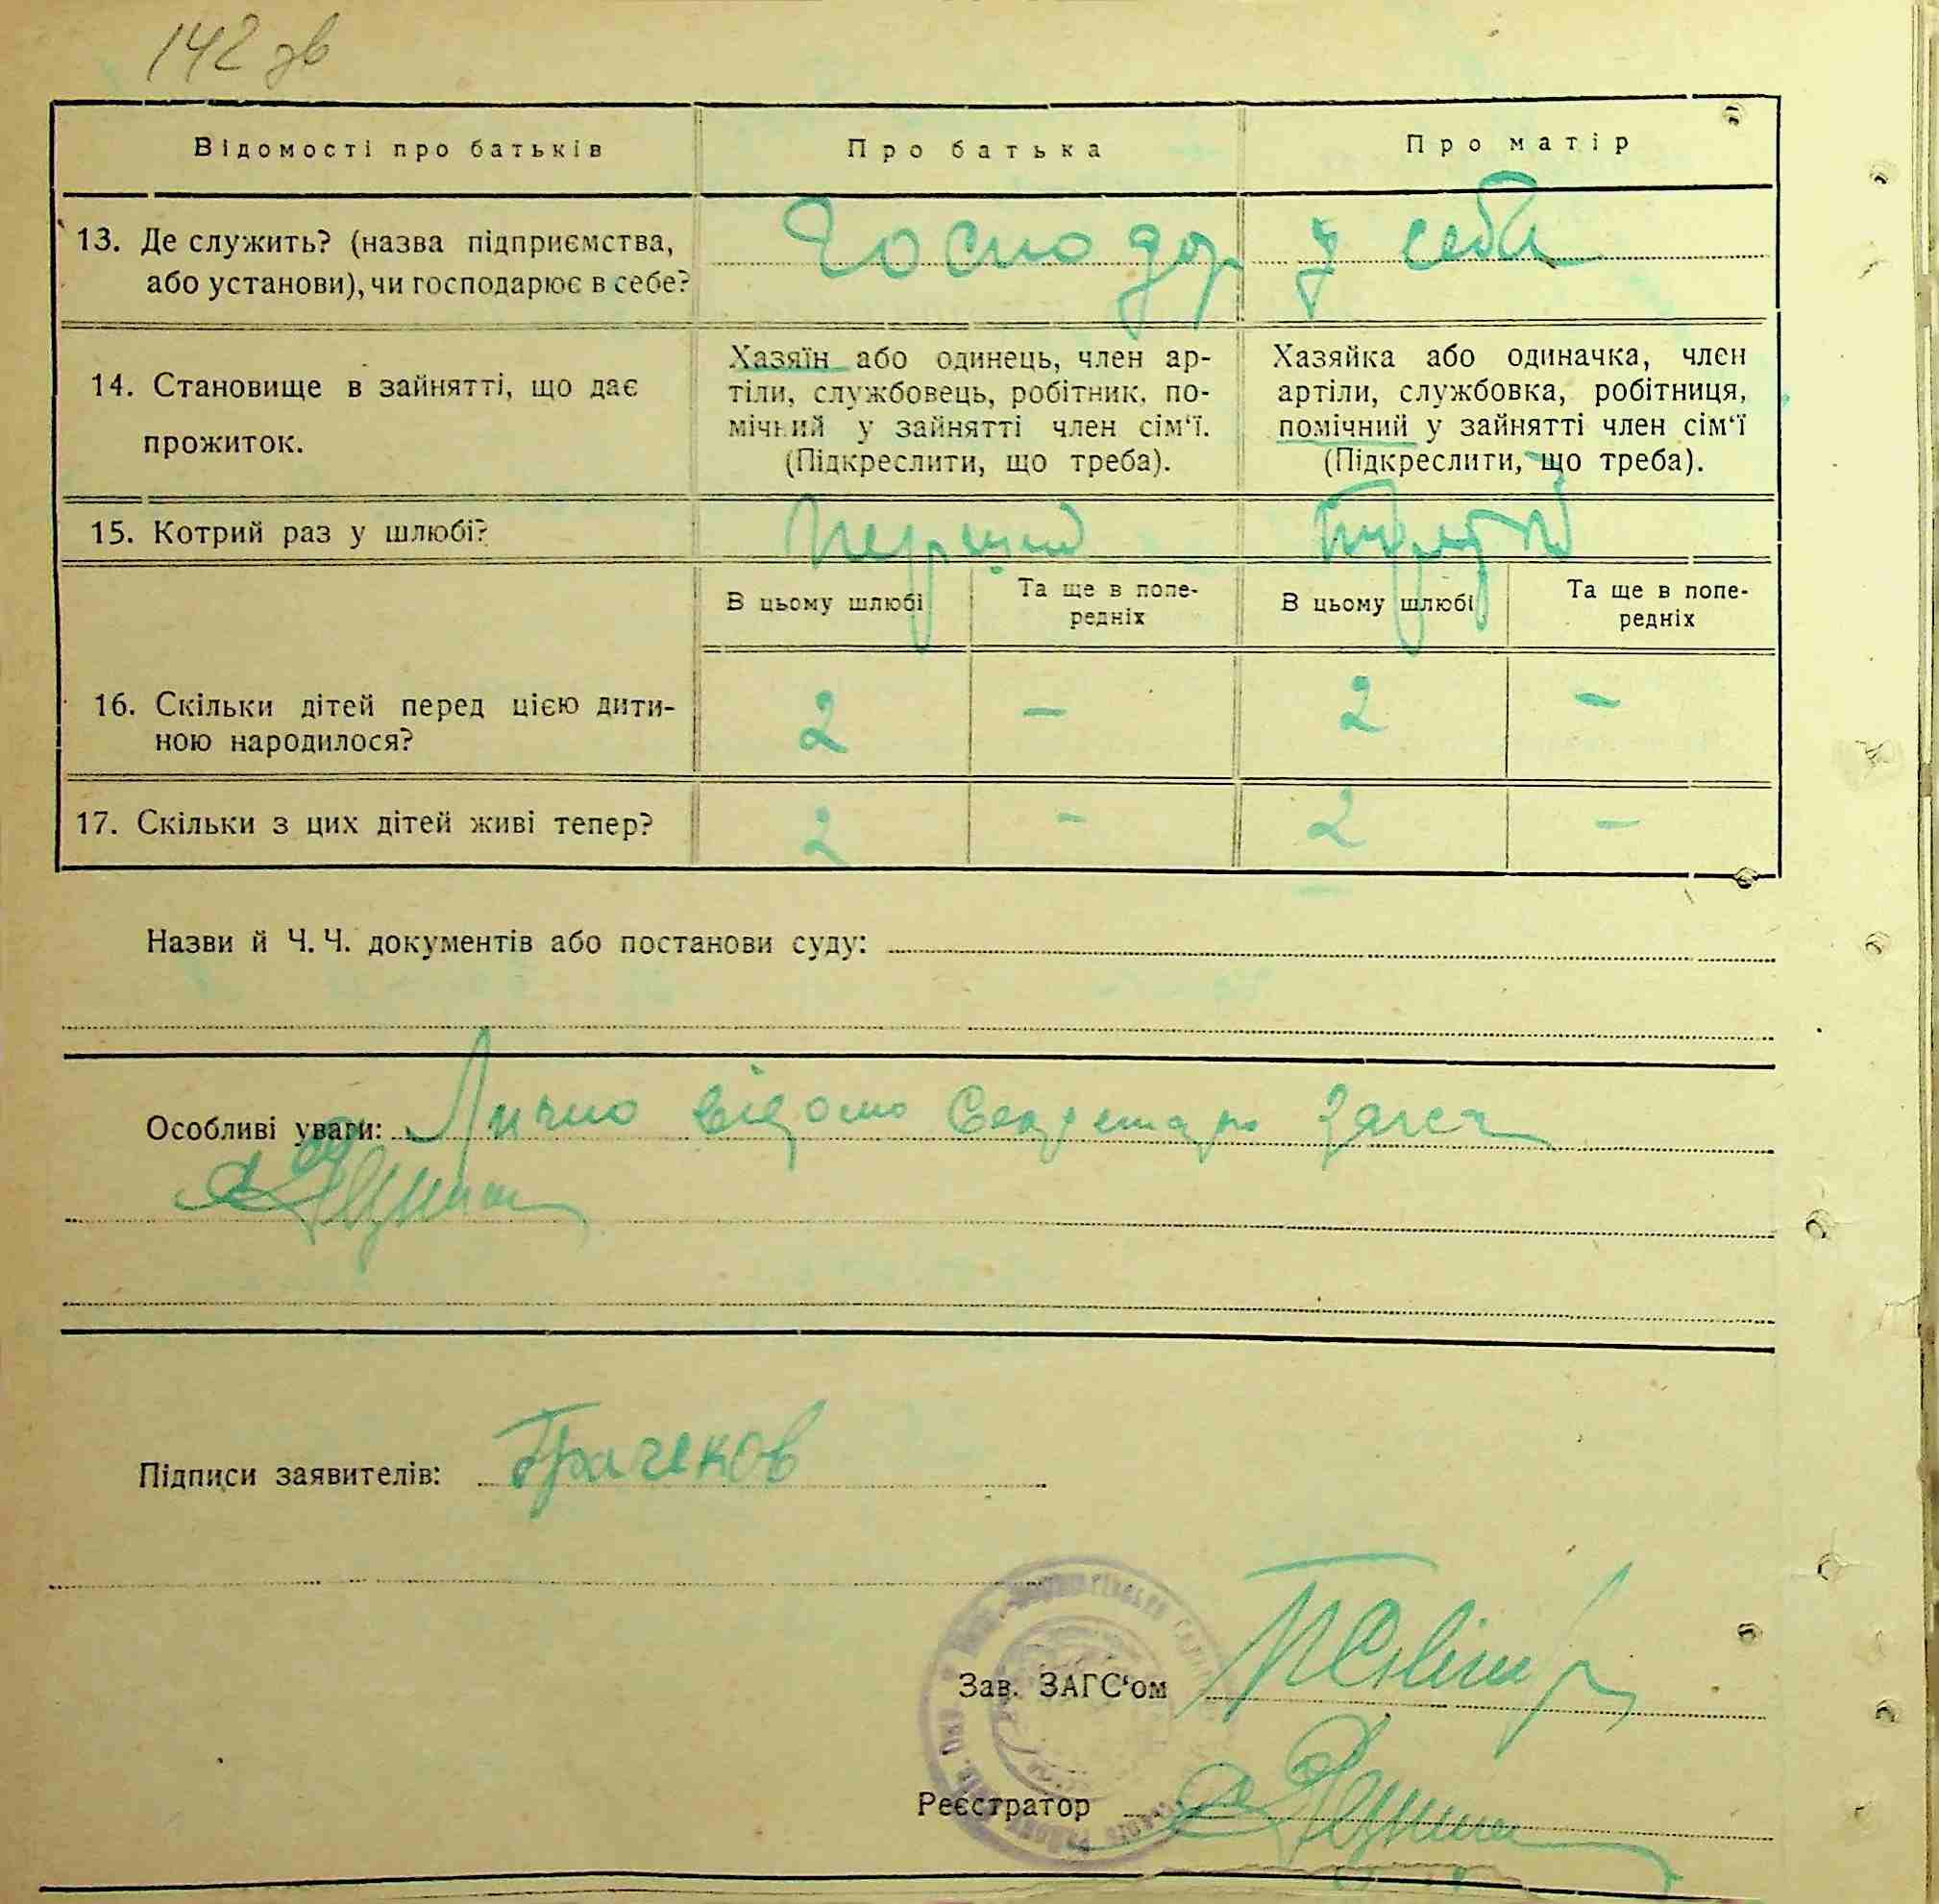 142 зв
Відомості про батьків Про батька Про матір
13. Де служить? (назва підприємства, або установи), чи господарює в себе?
Господар у себе
14. Становище в зайнятті, що дає прожиток.
Хазяїн або одинець, член ар-
тіли, службовець, робітник, по-
мічний у зайнятті член сім‘ї.
(Підкреслити, що треба).
Хазяйка або одиначка, член
артіли, службовка, робітниця,
помічний у зайнятті член сім‘ї
(Підкреслити, що треба).
15. Котрий раз у шлюбі? перший
В цьому шлюбі Та ще в попе-
редніх
В цьому шлюбі Та ще в попе-
редніх
16. Скільки дітей перед цією дити-
ною народилося?
2 — 2 —
17. Скільки з цих дітей живі тепер? 2 - 2 —
Назви й Ч. Ч. документів або постанови суду:
Особливі уваги: Лично відомо Секретарю Загса
Підписи заявителів: Грачеков
Зав. ЗАГС‘ом
Реєстратор